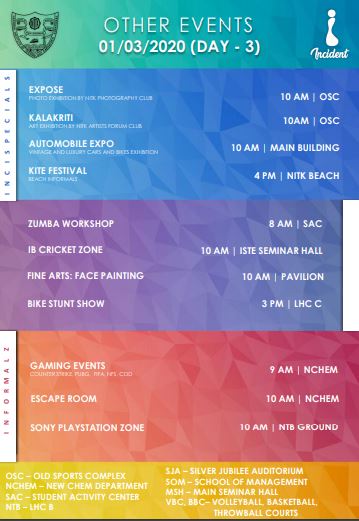 OTHER EVENTS
01/03/2020 (DAY - 3)
Incident
INCISPECIALS
EXPOSE
PHOTO EXHIBITION BY NITK PHOTOGRAPHY CLUB
10 AM | OSC
KALAKRITI
ART EXHIBITION BY NITK ARTISTS FORUM CLUB
10AM | OSC
AUTOMOBILE EXPO
VINTAGE AND LUXURY CARS AND BIKES EXHIBITION
10 AM | MAIN BUILDING
KITE FESTIVAL
BEACH INFORMALS
4 PM | NITK BEACH
ZUMBA WORKSHOP 8 AM | SAC
IB CRICKET ZONE 10 AM | ISTE SEMINAR HALL
FINE ARTS: FACE PAINTING 10 AM | PAVILION
BIKE STUNT SHOW 3 PM | LHC C
INFORMALZ
GAMING EVENTS
COUNTERSTRIKE, PUBG, FIFA, NFS, COD
9 AM | NCHEM
ESCAPE ROOM 10 AM | NCHEM
SONY PLAYSTATION ZONE 10 AM | NTB GROUND
OSC – OLD SPORTS COMPLEX
NCHEM – NEW CHEM DEPARTMENT
SAC – STUDENT ACTIVITY CENTER
NTB – LHC B
SJA – SILVER JUBILEE AUDITORIUM
SOM – SCHOOL OF MANAGEMENT
MSH – MAIN SEMINAR HALL
VBC, BBC– VOLLEYBALL, BASKETBALL,
THROWBALL COURTS